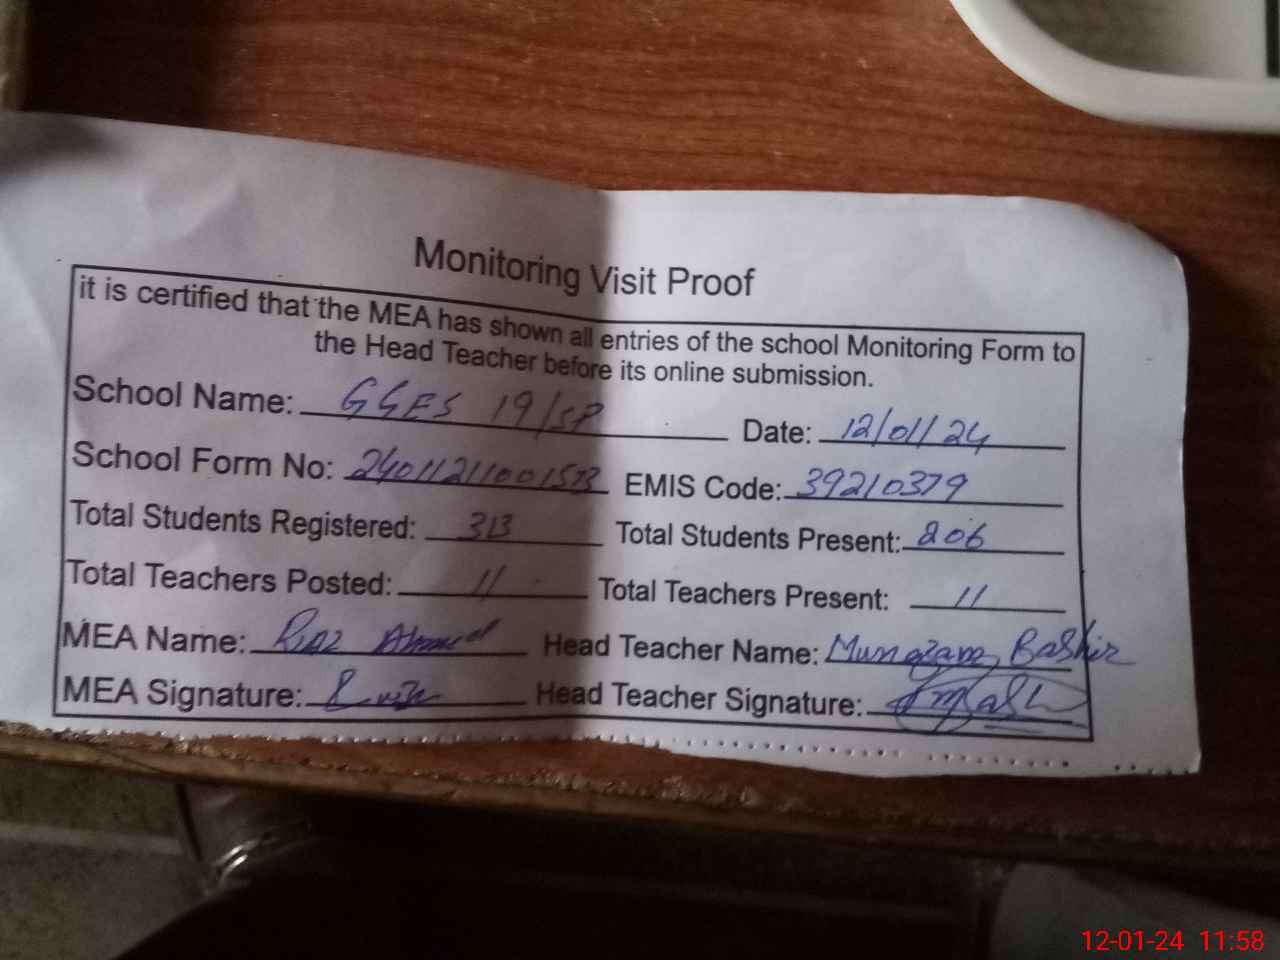 Monitoring Visit Proof
it is certified that the MEA has shown all entries of the school Monitoring Form to
the Head Teacher before its online submission.
School Name: GGES 19/SP Date: 12/01/24
School Form No: EMIS Code: 39210379
Total Students Registered: 313 Total Students Present: 206
Total Teachers Posted: 11 Total Teachers Present: 11
MEA Name: Riaz Ahmad Head Teacher Name: Bashir
MEA Signature: Head Teacher Signature:
12-01-24 11:58